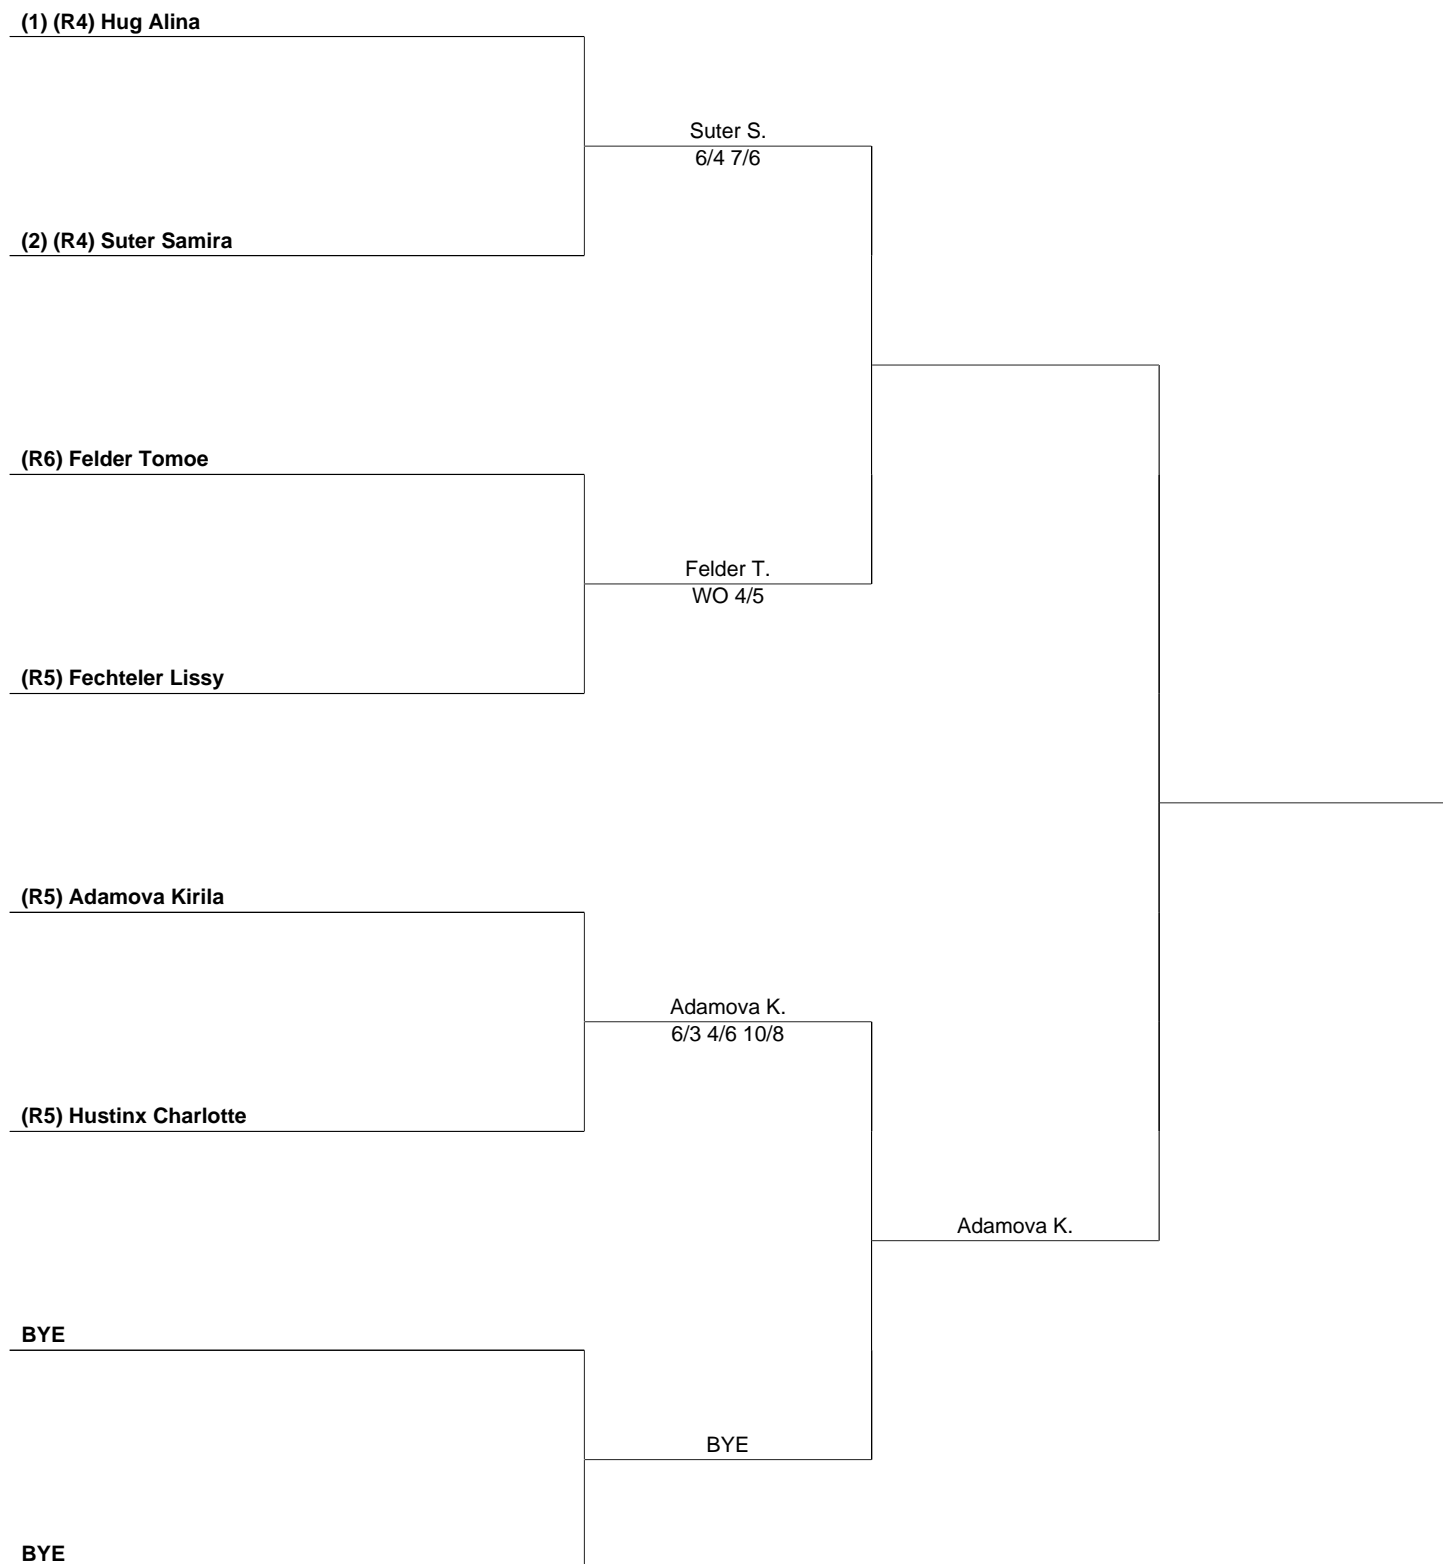 (1) (R4) Hug Alina
Suter S.
6/4 7/6
(2) (R4) Suter Samira
(R6) Felder Tomoe
Felder T.
WO 4/5
(R5) Fechteler Lissy
(R5) Adamova Kirila
Adamova K.
6/3 4/6 10/8
(R5) Hustinx Charlotte
Adamova K.
BYE
BYE
BYE